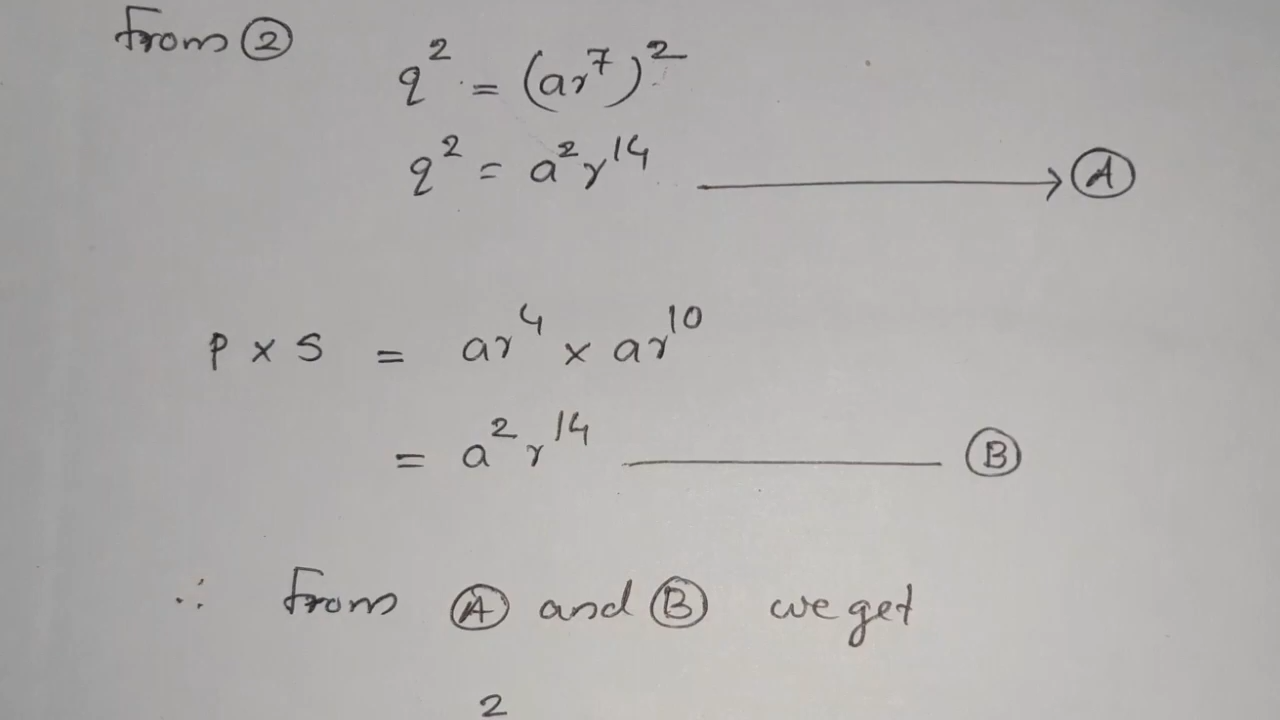 From ②
q² = (ar⁷)²
q² = a²r¹⁴ ⟶ Ⓐ
P × S = ar⁴ × ar¹⁰
= a²r¹⁴ — Ⓑ
∴ From Ⓐ and Ⓑ we get
2